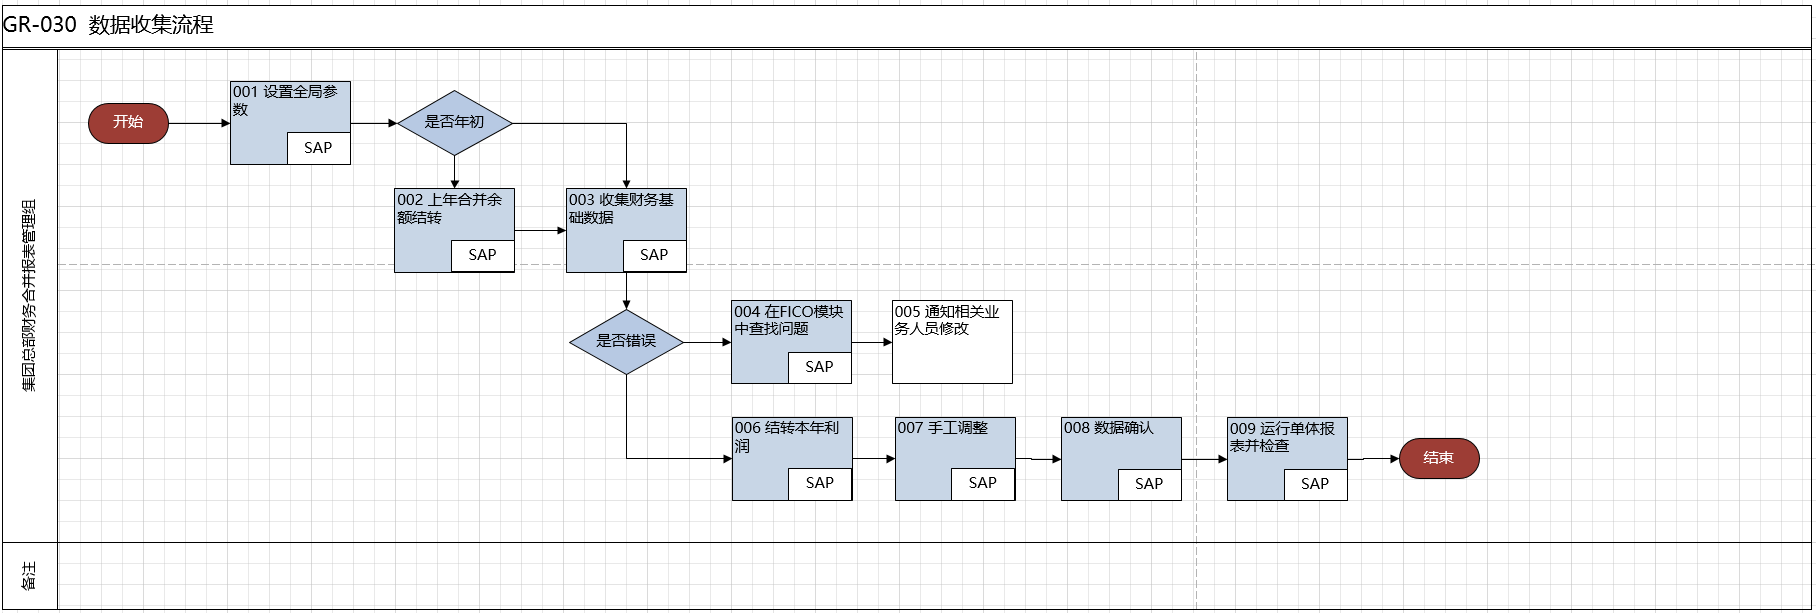 GR-030 数据收集流程
集团总部财务合并报表管理组
开始
001 设置全局参
数
SAP
是否年初
002 上年合并余
额结转
SAP
003 收集财务基
础数据
SAP
是否错误
004 在FICO模块
中查找问题
SAP
005 通知相关业
务人员修改
006 结转本年利
润
SAP
007 手工调整
SAP
008 数据确认
SAP
009 运行单体报
表并检查
SAP
结束
备注